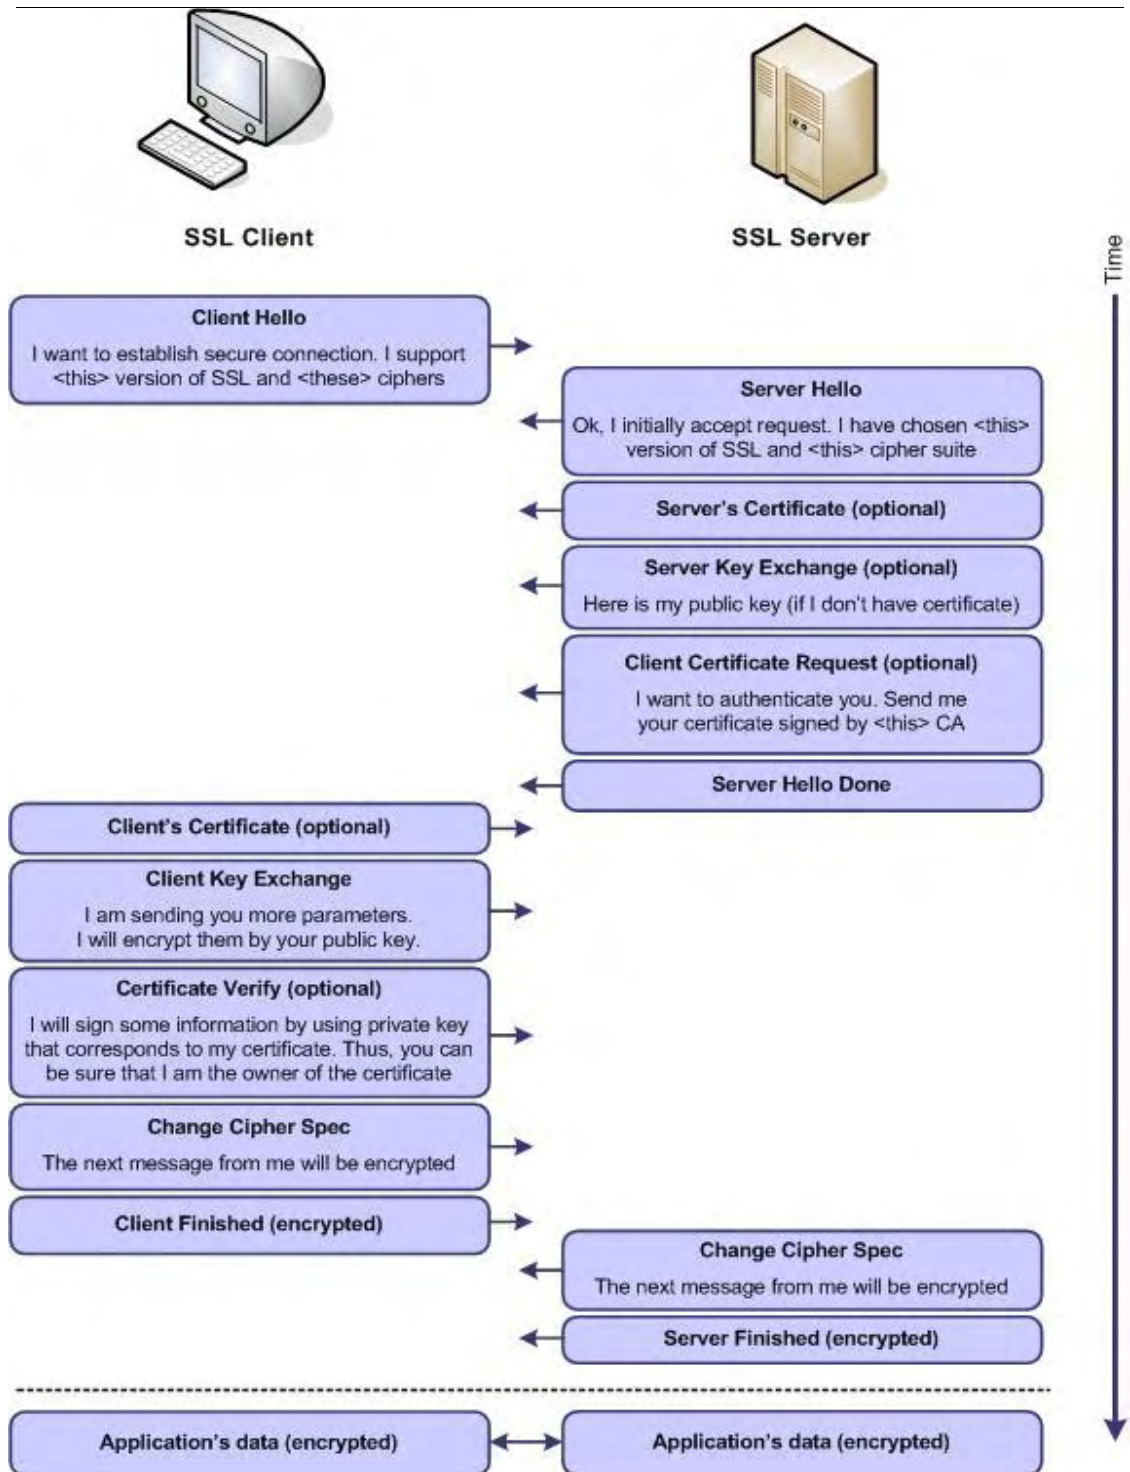 SSL Client
SSL Server
Time
Client Hello
I want to establish secure connection. I support
<this> version of SSL and <these> ciphers
Server Hello
Ok, I initially accept request. I have chosen <this>
version of SSL and <this> cipher suite
Server's Certificate (optional)
Server Key Exchange (optional)
Here is my public key (if I don't have certificate)
Client Certificate Request (optional)
I want to authenticate you. Send me
your certificate signed by <this> CA
Server Hello Done
Client's Certificate (optional)
Client Key Exchange
I am sending you more parameters.
I will encrypt them by your public key.
Certificate Verify (optional)
I will sign some information by using private key
that corresponds to my certificate. Thus, you can
be sure that I am the owner of the certificate
Change Cipher Spec
The next message from me will be encrypted
Client Finished (encrypted)
Change Cipher Spec
The next message from me will be encrypted
Server Finished (encrypted)
Application's data (encrypted)
Application's data (encrypted)